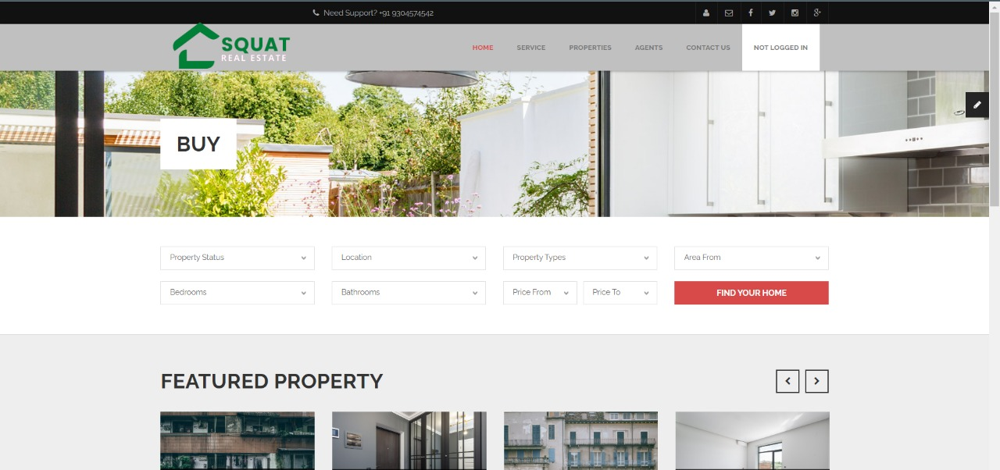 Need Support? +91 9304574542
SQUAT
REAL ESTATE
HOME SERVICE PROPERTIES AGENTS CONTACT US NOT LOGGED IN
BUY
Property Status Location Property Types Area From
Bedrooms Bathrooms Price From Price To FIND YOUR HOME
FEATURED PROPERTY